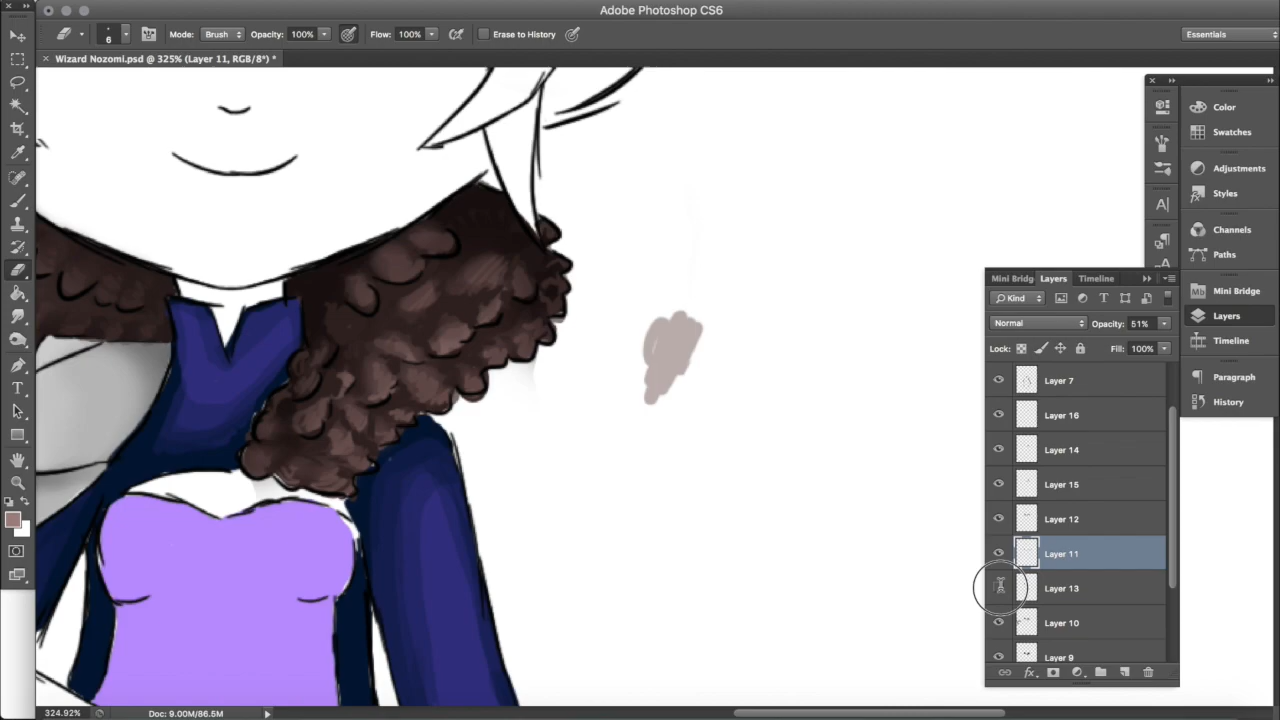 Adobe Photoshop CS6
6
Mode: Brush Opacity: 100% Flow: 100% Erase to History Essentials
Wizard Nozomi.psd @ 325% (Layer 11, RGB/8*) *
Color
Swatches
Adjustments
Styles
Channels
Paths
Mb Mini Bridge
Layers
Timeline
Paragraph
History
Mini Bridg Layers Timeline
Kind
Normal Opacity: 51%
Lock: Fill: 100%
Layer 7
Layer 16
Layer 14
Layer 15
Layer 12
Layer 11
Layer 13
Layer 10
Layer 9
324.92% Doc: 9.00M/86.5M